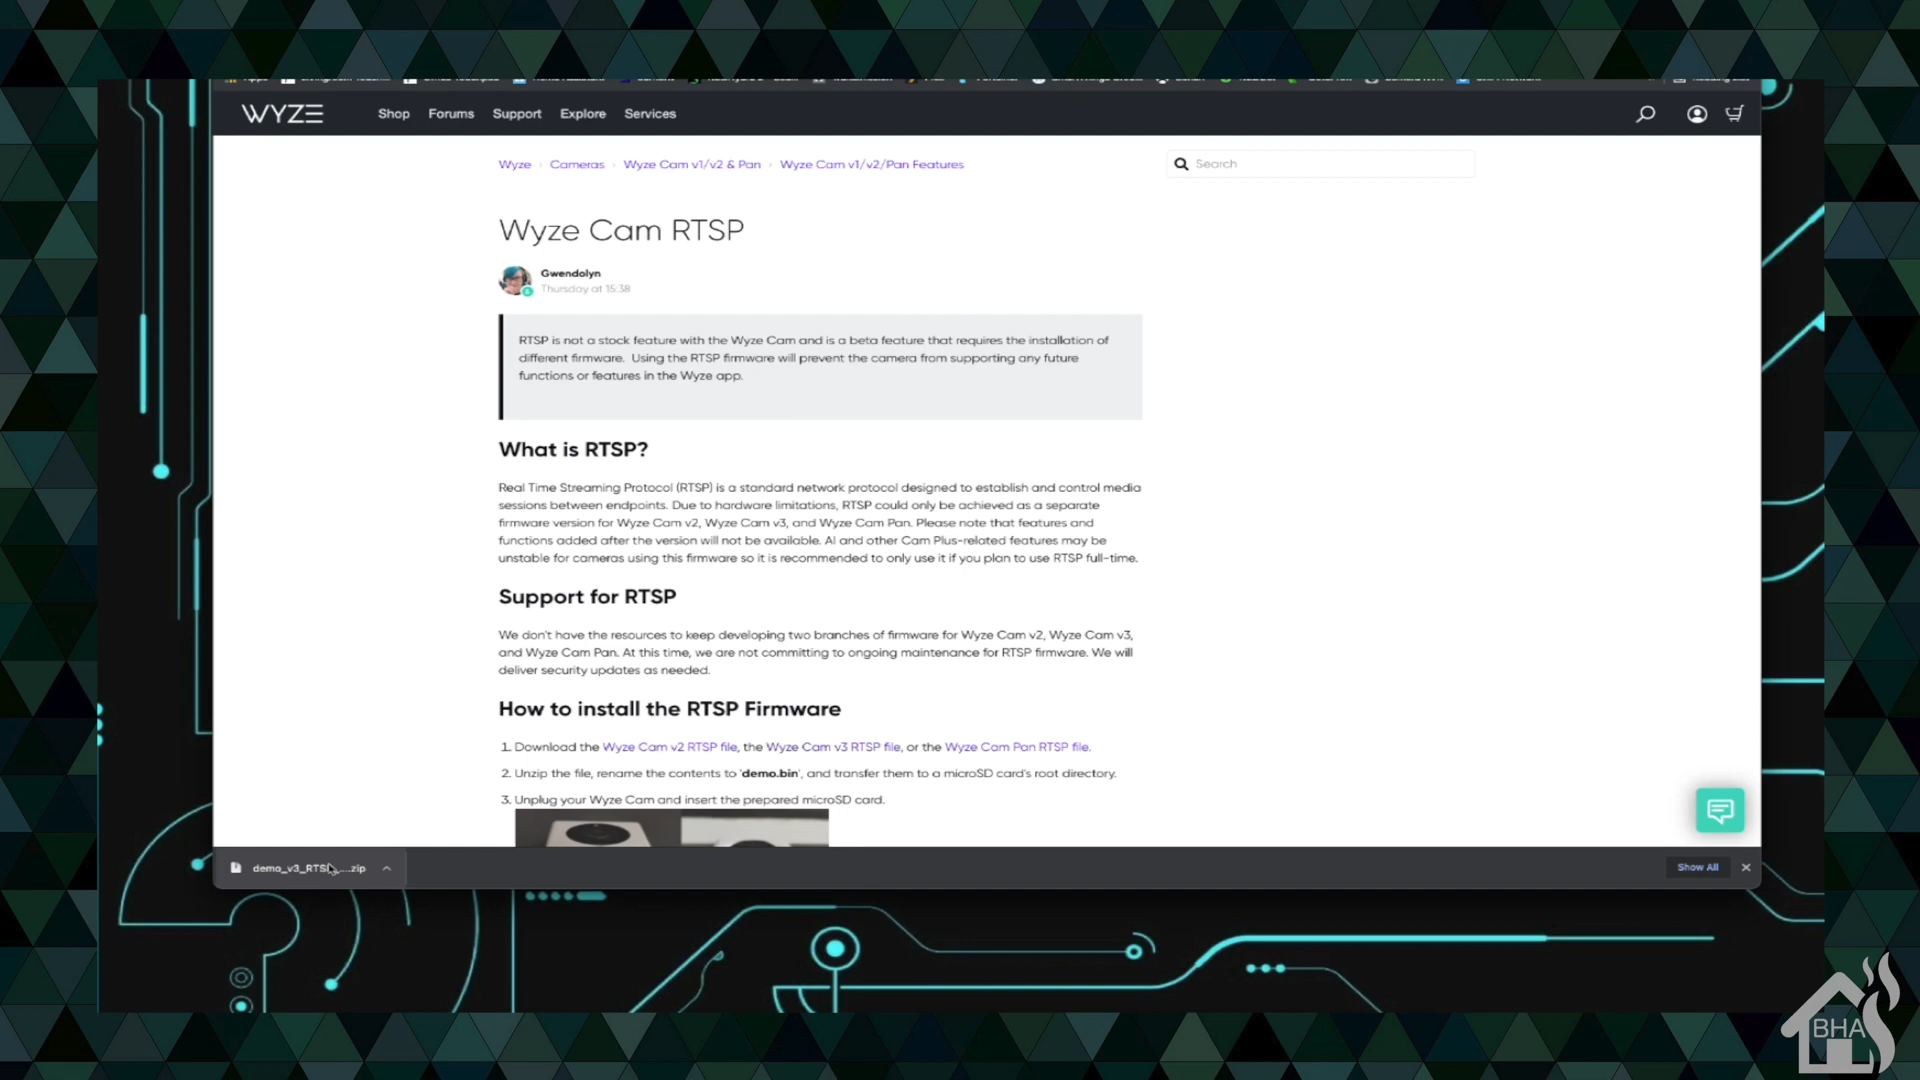 WYZE Shop Forums Support Explore Services
Wyze Cameras Wyze Cam v1/v2 & Pan Wyze Cam v1/v2/Pan Features
Search
Wyze Cam RTSP
Gwendolyn
Thursday at 15:38
RTSP is not a stock feature with the Wyze Cam and is a beta feature that requires the installation of
different firmware. Using the RTSP firmware will prevent the camera from supporting any future
functions or features in the Wyze app.
What is RTSP?
Real Time Streaming Protocol (RTSP) is a standard network protocol designed to establish and control media
sessions between endpoints. Due to hardware limitations, RTSP could only be achieved as a separate
firmware version for Wyze Cam v2, Wyze Cam v3, and Wyze Cam Pan. Please note that features and
functions added after the version will not be available. AI and other Cam Plus-related features may be
unstable for cameras using this firmware so it is recommended to only use it if you plan to use RTSP full-time.
Support for RTSP
We don't have the resources to keep developing two branches of firmware for Wyze Cam v2, Wyze Cam v3,
and Wyze Cam Pan. At this time, we are not committing to ongoing maintenance for RTSP firmware. We will
deliver security updates as needed.
How to install the RTSP Firmware
1. Download the Wyze Cam v2 RTSP file, the Wyze Cam v3 RTSP file, or the Wyze Cam Pan RTSP file.
2. Unzip the file, rename the contents to 'demo.bin', and transfer them to a microSD card's root directory.
3. Unplug your Wyze Cam and insert the prepared microSD card.
demo_v3_RTS....zip
Show All
BHA